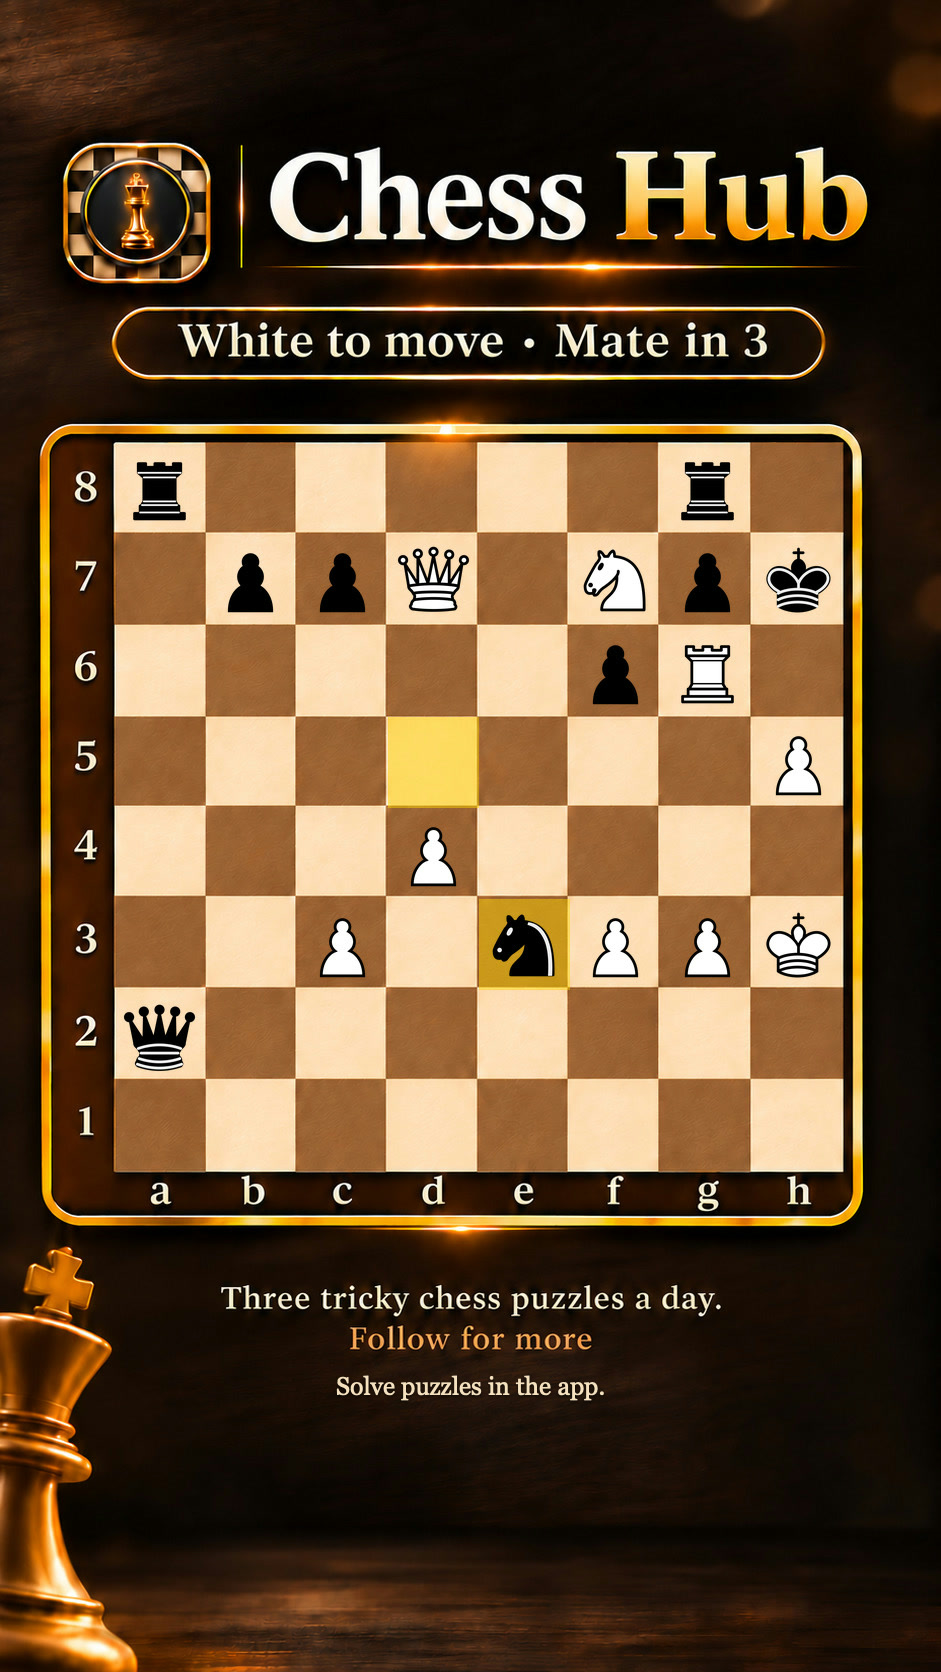 Chess Hub
White to move • Mate in 3
8
7
6
5
4
3
2
1
a b c d e f g h
Three tricky chess puzzles a day.
Follow for more
Solve puzzles in the app.